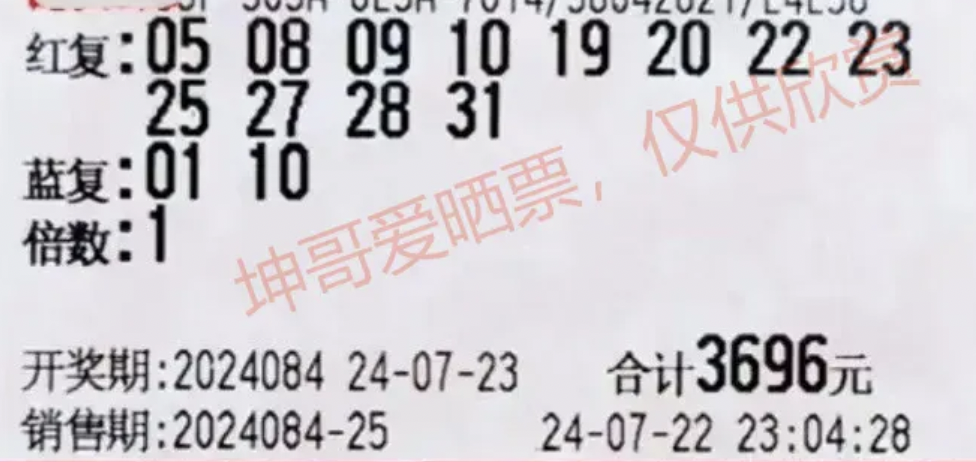 红复:05 08 09 10 19 20 22 23
25 27 28 31
蓝复:01 10
倍数:1
坤哥爱晒票，仅供欣赏
开奖期:2024084 24-07-23 合计3696元
销售期:2024084-25 24-07-22 23:04:28